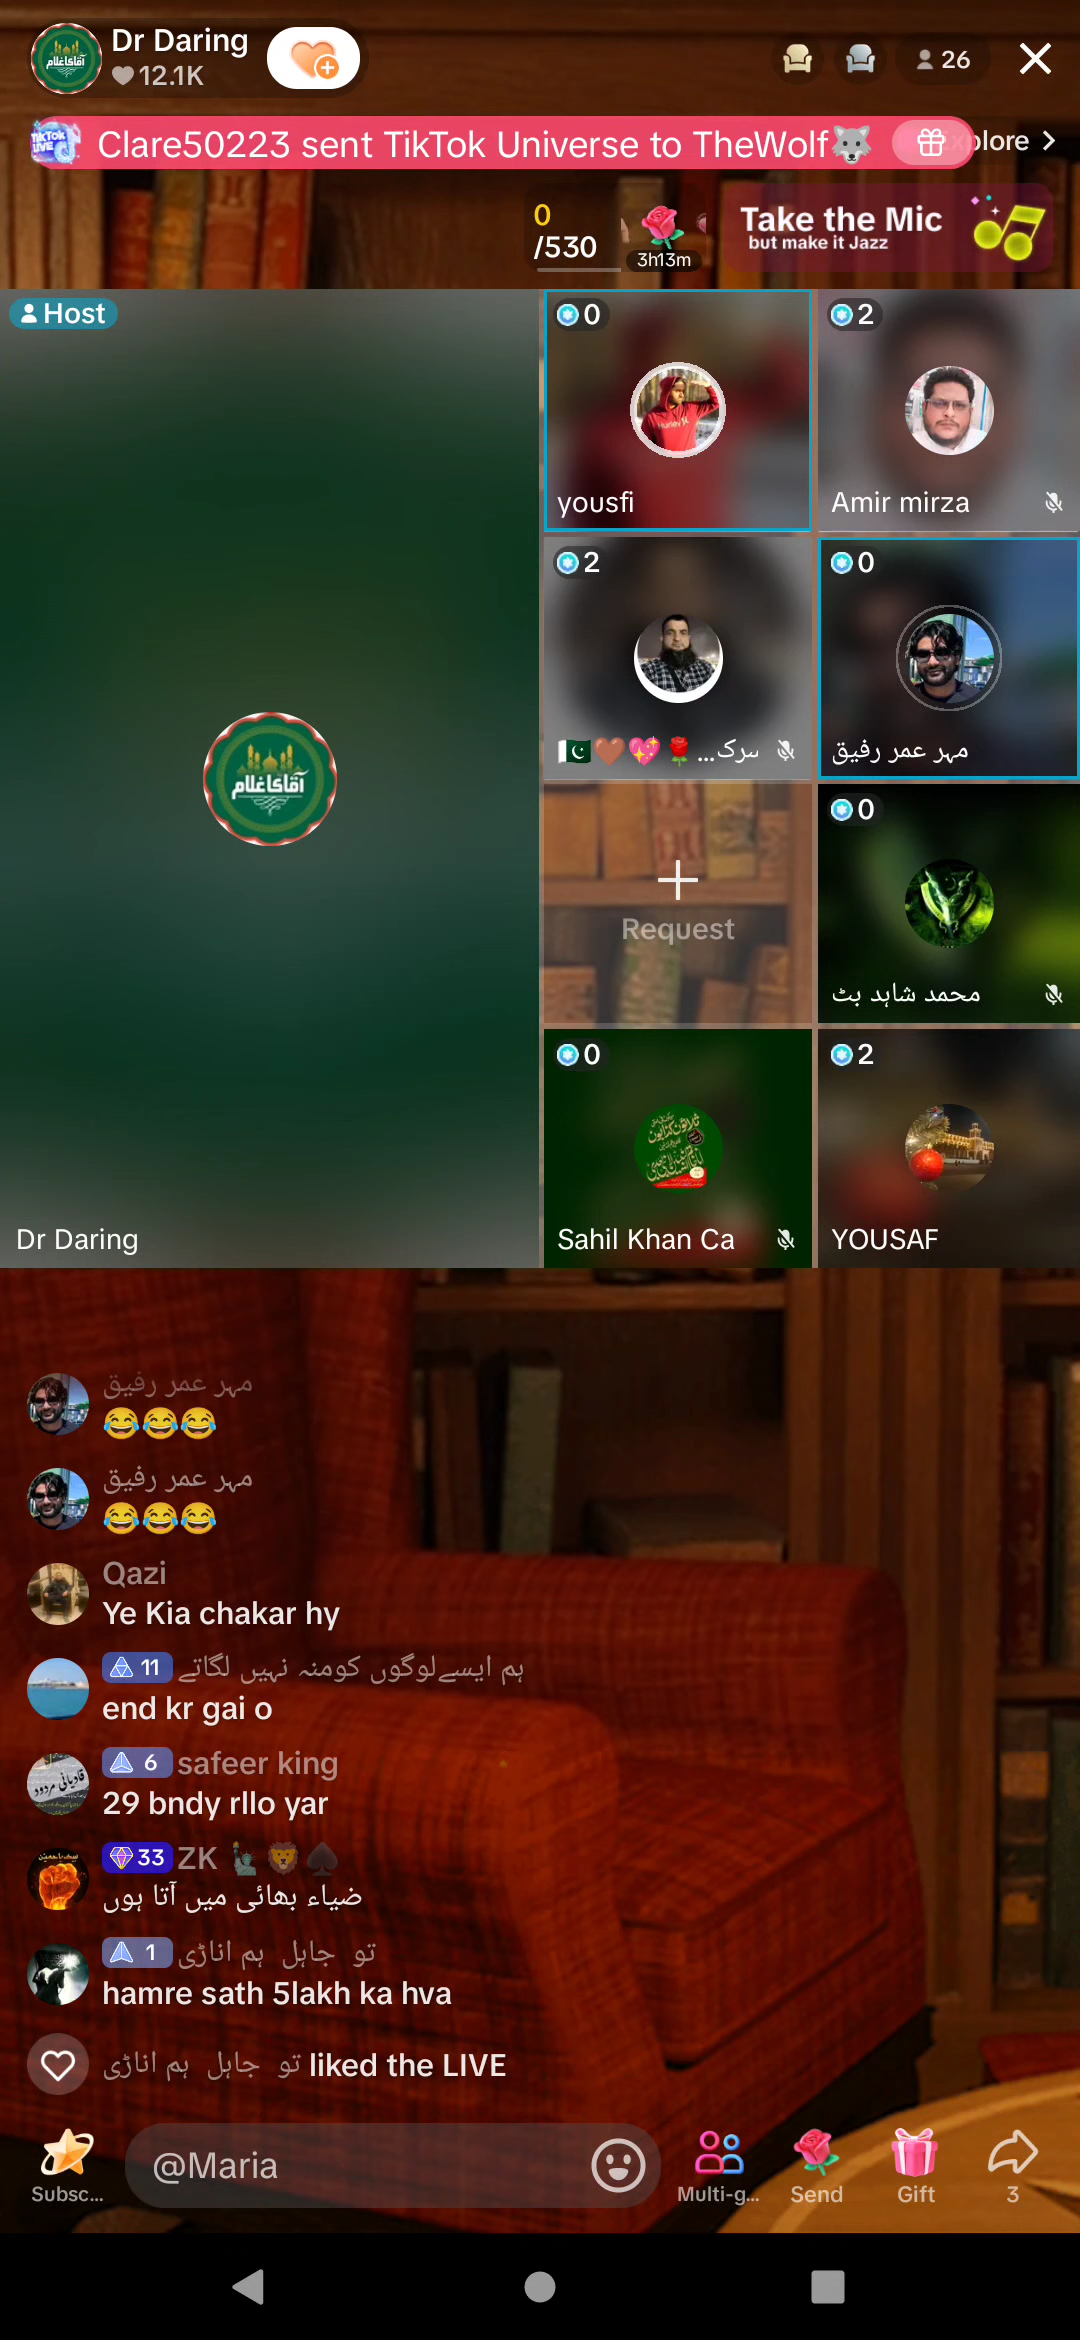 Dr Daring
12.1K
26
Clare50223 sent TikTok Universe to TheWolf🐺
plore >
0
/530
3h13m
Take the Mic
but make it Jazz
Host
آقا کا غلام
Dr Daring
0
yousfi
2
Amir mirza
2
🇵🇰🤎💖🌹...سرک
0
مہر عمر رفیق
Request
0
محمد شاہد بٹ
0
Sahil Khan Ca
2
YOUSAF
مہر عمر رفیق
😂😂😂
مہر عمر رفیق
😂😂😂
Qazi
Ye Kia chakar hy
11 ہم ایسےلوگوں کومنہ نہیں لگاتے
end kr gai o
6 safeer king
29 bndy rllo yar
33 ZK 🗽🦁♠️
ضیاء بھائی میں آتا ہوں
1 تو جاہل ہم اناڑی
hamre sath 5lakh ka hva
تو جاہل ہم اناڑی liked the LIVE
@Maria
Subsc...
Multi-g...
Send
Gift
3